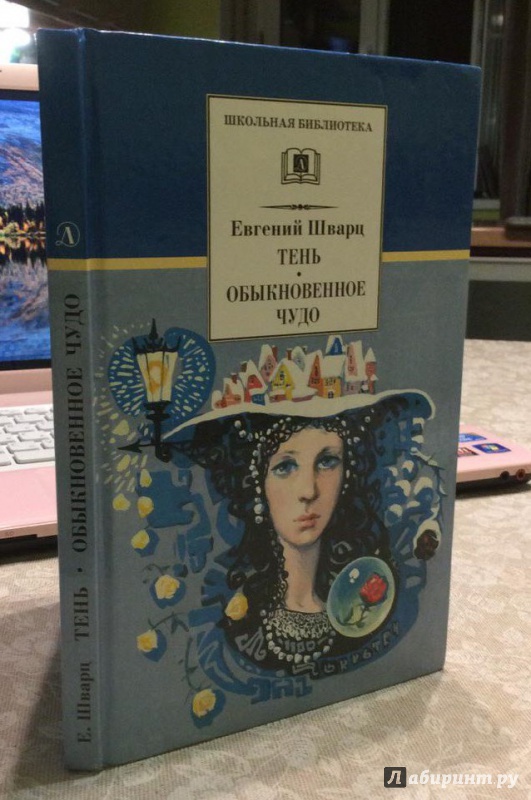 ШКОЛЬНАЯ БИБЛИОТЕКА
Евгений Шварц
ТЕНЬ
•
ОБЫКНОВЕННОЕ
ЧУДО
Е. Шварц ТЕНЬ • ОБЫКНОВЕННОЕ ЧУДО
Лабиринт.ру